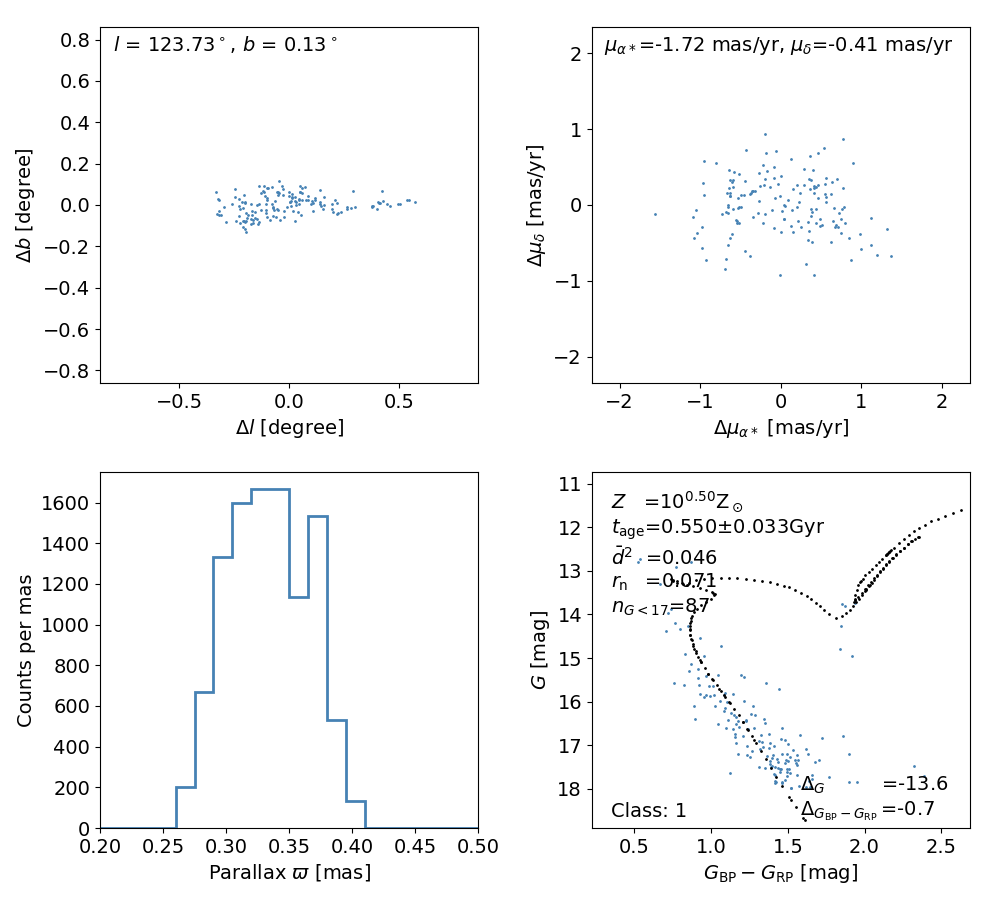 l = 123.73°, b = 0.13°
0.8
0.6
0.4
0.2
0.0
−0.2
−0.4
−0.6
−0.8
Δb [degree]
−0.5 0.0 0.5
Δl [degree]
μα*=-1.72 mas/yr, μδ=-0.41 mas/yr
2
1
0
−1
−2
Δμδ [mas/yr]
−2 −1 0 1 2
Δμα* [mas/yr]
1600
1400
1200
1000
800
600
400
200
0
Counts per mas
0.20 0.25 0.30 0.35 0.40 0.45 0.50
Parallax ϖ [mas]
11
12
13
14
15
16
17
18
G [mag]
Z =10^0.50 Z⊙
tage=0.550±0.033Gyr
d̄² =0.046
rn =0.071
nG<17=87
ΔG =-13.6
ΔGBP−GRP=-0.7
Class: 1
0.5 1.0 1.5 2.0 2.5
GBP − GRP [mag]